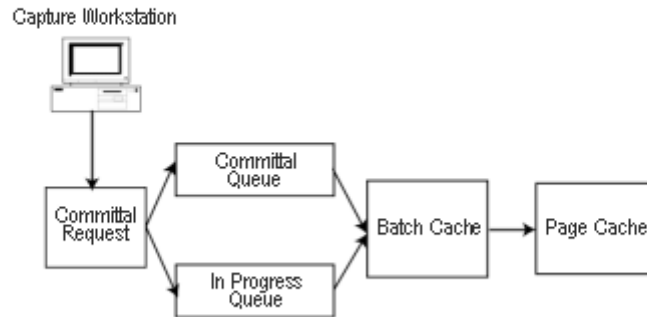 Capture Workstation
Committal
Queue
Committal
Request
Batch Cache
Page Cache
In Progress
Queue